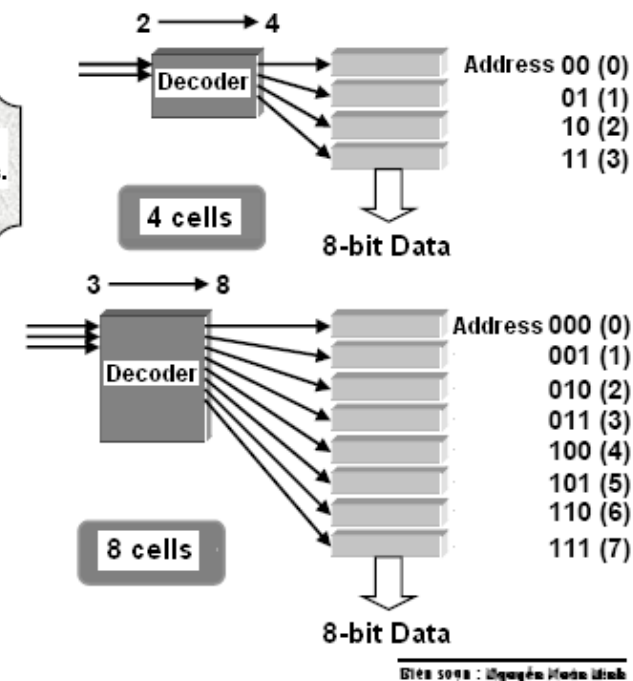 2 4
Decoder
Address 00 (0)
01 (1)
10 (2)
11 (3)
s.
4 cells
8-bit Data
3 8
Decoder
Address 000 (0)
001 (1)
010 (2)
011 (3)
100 (4)
101 (5)
110 (6)
111 (7)
8 cells
8-bit Data
Biên soạn :